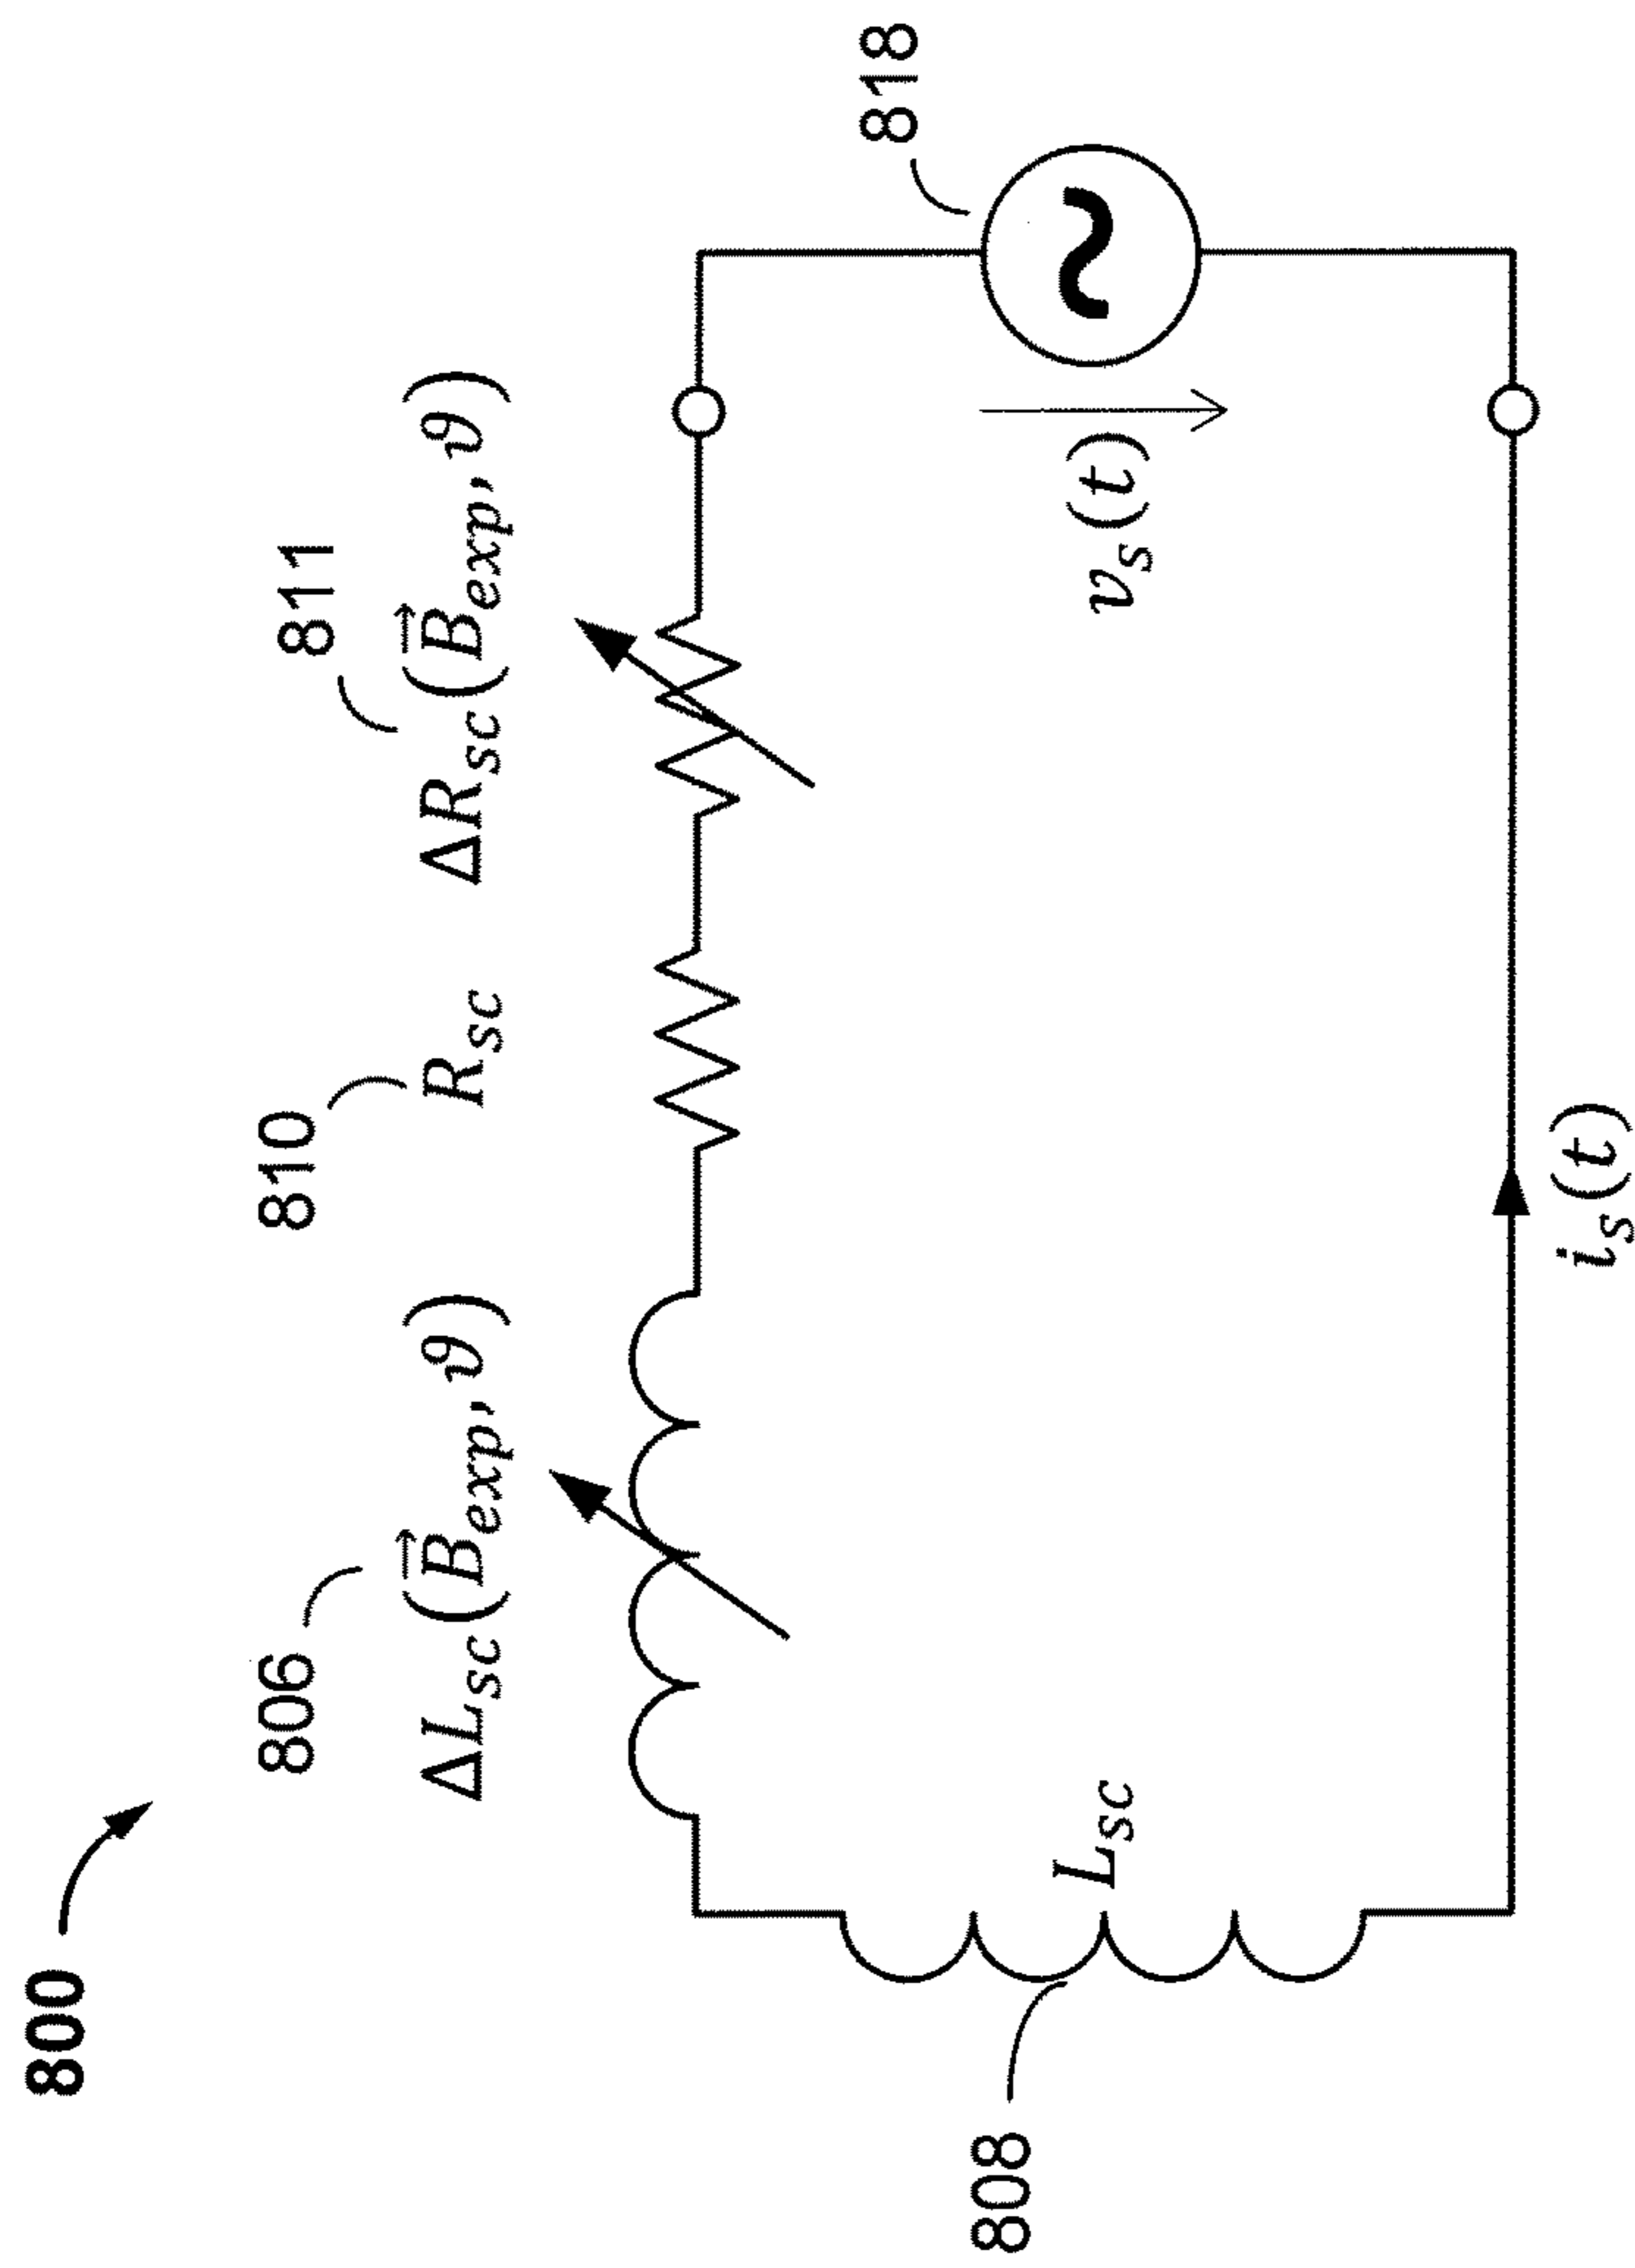 800
806
810
811
ΔL_sc(B⃗_exp, ϑ)
R_sc
ΔR_sc(B⃗_exp, ϑ)
818
808
L_sc
v_s(t)
i_s(t)